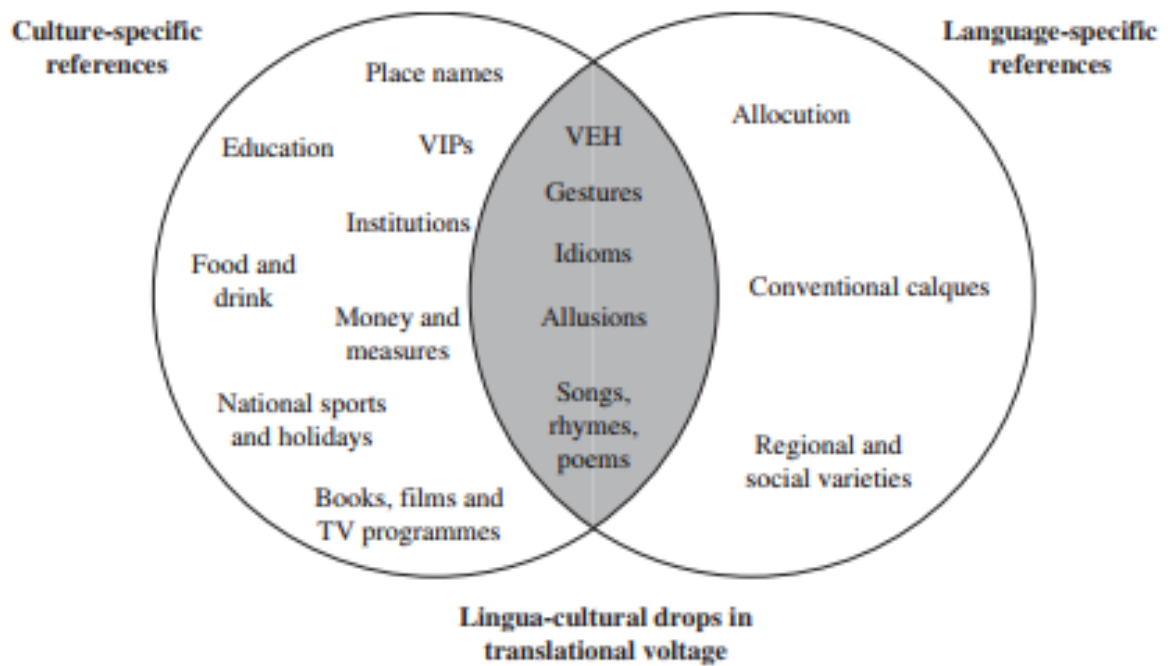 Culture-specific
references
Language-specific
references
Place names
Education
VIPs
Institutions
Food and
drink
Money and
measures
National sports
and holidays
Books, films and
TV programmes
VEH
Gestures
Idioms
Allusions
Songs,
rhymes,
poems
Allocution
Conventional calques
Regional and
social varieties
Lingua-cultural drops in
translational voltage